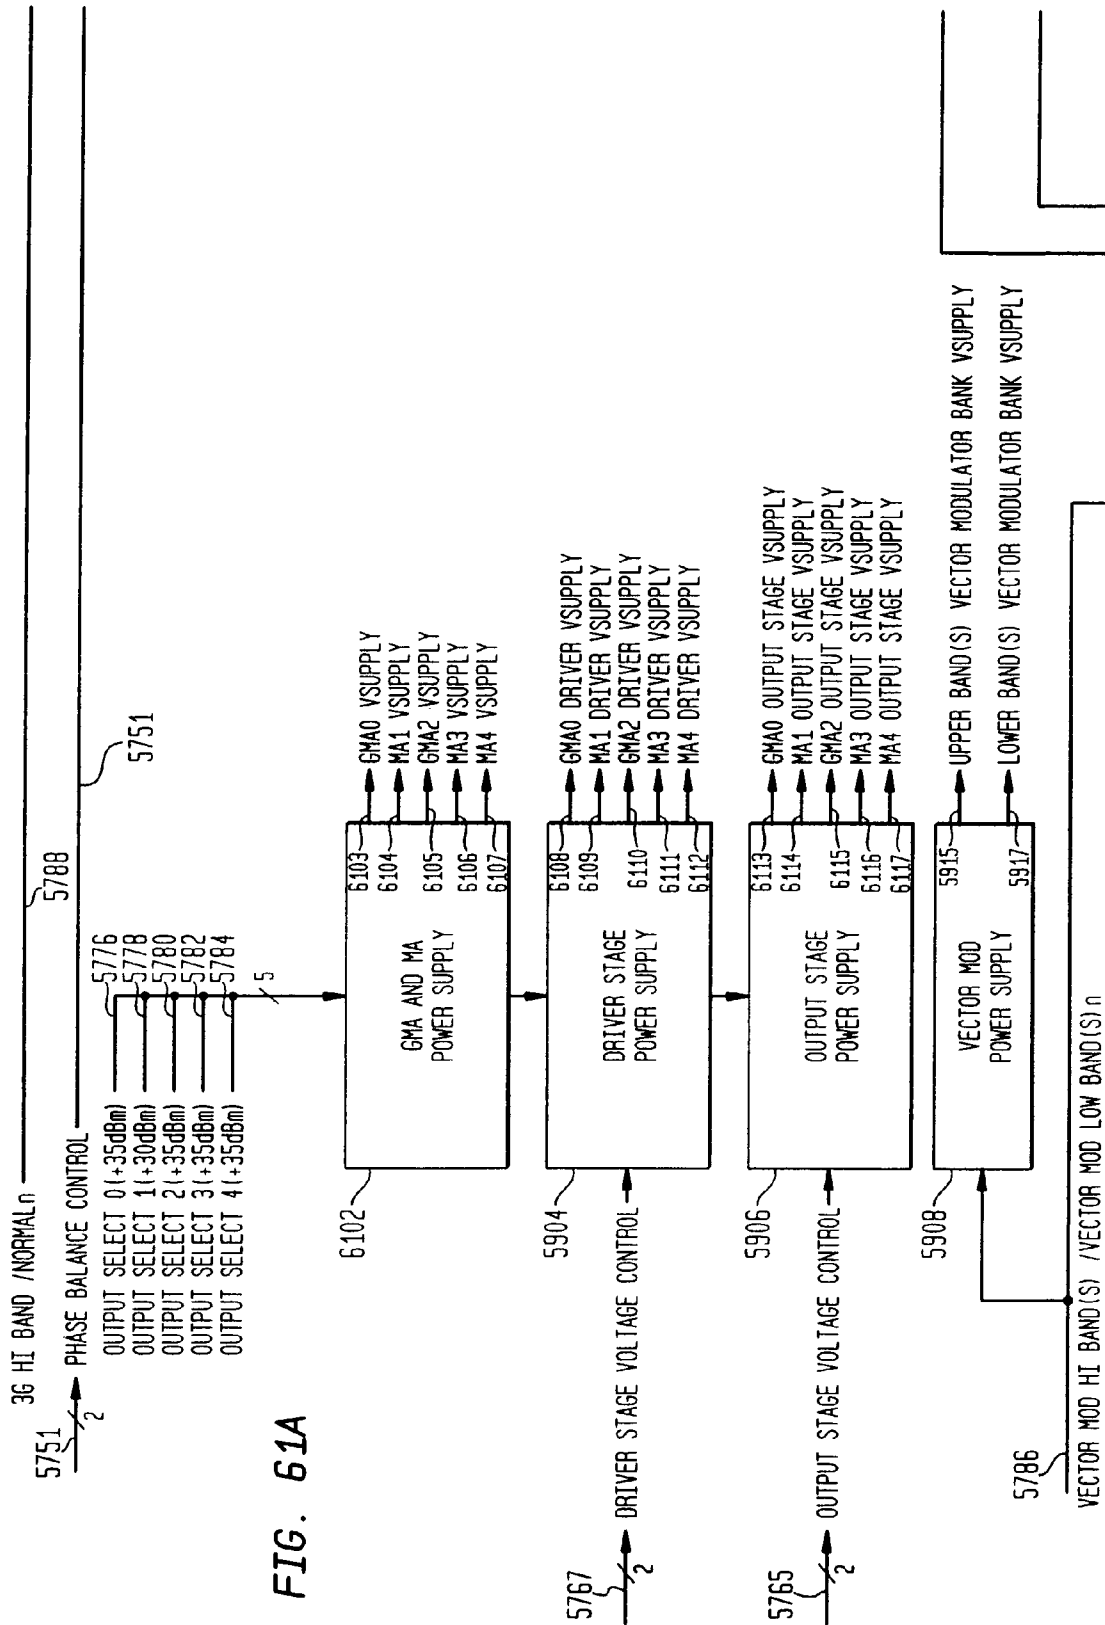 3G HI BAND /NORMALn
5788
5751
2
PHASE BALANCE CONTROL
5751
OUTPUT SELECT 0(+35dBm)
5776
OUTPUT SELECT 1(+30dBm)
5778
OUTPUT SELECT 2(+35dBm)
5780
OUTPUT SELECT 3(+35dBm)
5782
OUTPUT SELECT 4(+35dBm)
5784
5
FIG. 61A
6102
GMA AND MA
POWER SUPPLY
6103
GMA0 VSUPPLY
6104
MA1 VSUPPLY
6105
GMA2 VSUPPLY
6106
MA3 VSUPPLY
6107
MA4 VSUPPLY
5767
2
DRIVER STAGE VOLTAGE CONTROL
5904
DRIVER STAGE
POWER SUPPLY
6108
GMA0 DRIVER VSUPPLY
6109
MA1 DRIVER VSUPPLY
6110
GMA2 DRIVER VSUPPLY
6111
MA3 DRIVER VSUPPLY
6112
MA4 DRIVER VSUPPLY
5765
2
OUTPUT STAGE VOLTAGE CONTROL
5906
OUTPUT STAGE
POWER SUPPLY
6113
GMA0 OUTPUT STAGE VSUPPLY
6114
MA1 OUTPUT STAGE VSUPPLY
6115
GMA2 OUTPUT STAGE VSUPPLY
6116
MA3 OUTPUT STAGE VSUPPLY
6117
MA4 OUTPUT STAGE VSUPPLY
5908
VECTOR MOD
POWER SUPPLY
5915
UPPER BAND(S) VECTOR MODULATOR BANK VSUPPLY
5917
LOWER BAND(S) VECTOR MODULATOR BANK VSUPPLY
5786
VECTOR MOD HI BAND(S) /VECTOR MOD LOW BAND(S)n